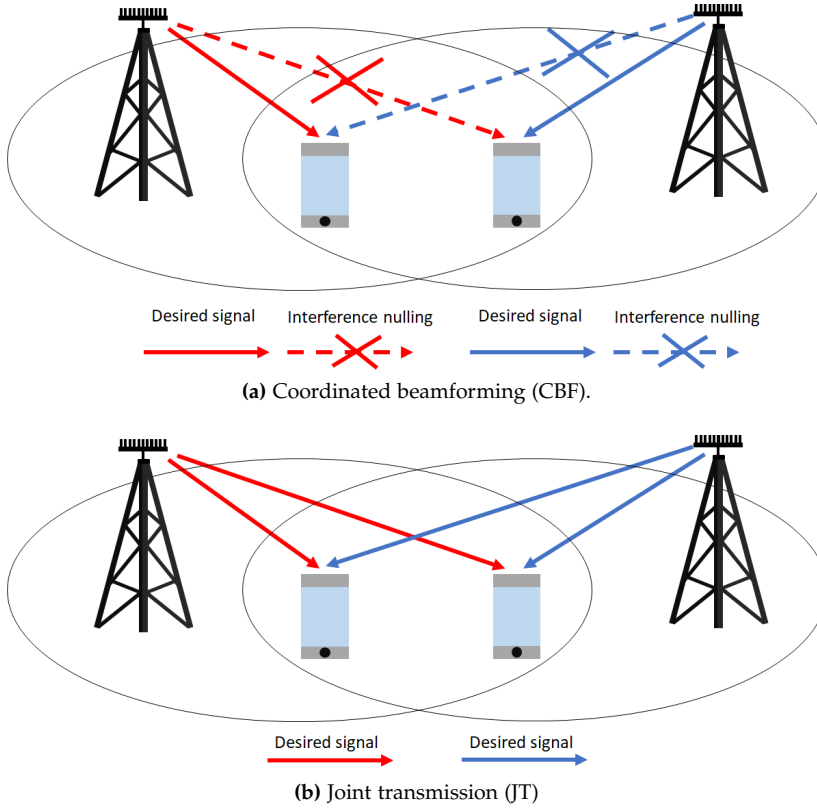 Desired signal Interference nulling Desired signal Interference nulling
(a) Coordinated beamforming (CBF).
Desired signal Desired signal
(b) Joint transmission (JT)